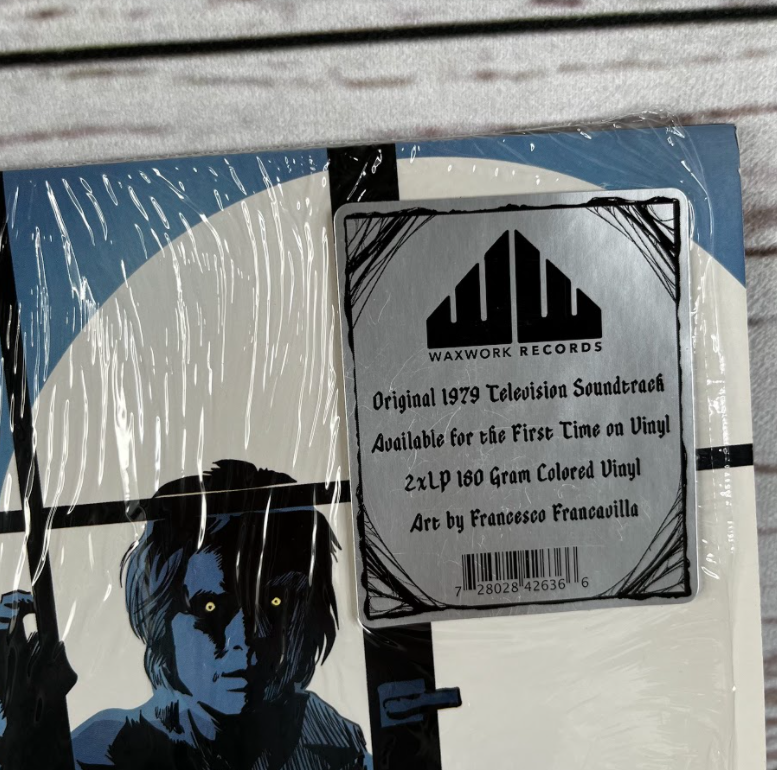 WAXWORK RECORDS
Original 1979 Television Soundtrack
Available for the First Time on Vinyl
2xLP 180 Gram Colored Vinyl
Art by Francesco Francavilla
7 28028 42636 6